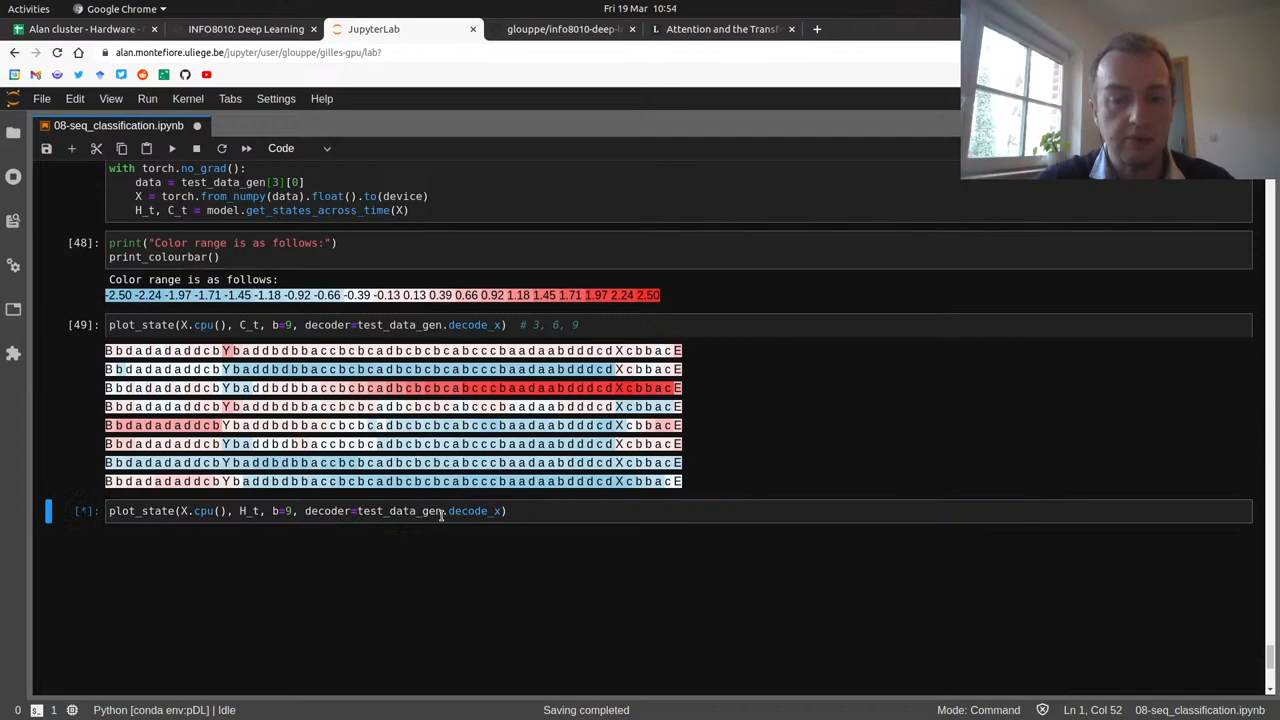 Activities
Google Chrome
Fri 19 Mar 10:54
Alan cluster - Hardware -
INFO8010: Deep Learning
JupyterLab
glouppe/info8010-deep-l
Attention and the Transf
alan.montefiore.uliege.be/jupyter/user/glouppe/gilles-gpu/lab?
File Edit View Run Kernel Tabs Settings Help
08-seq_classification.ipynb
Code
with torch.no_grad():
data = test_data_gen[3][0]
X = torch.from_numpy(data).float().to(device)
H_t, C_t = model.get_states_across_time(X)
[48]: print("Color range is as follows:")
print_colourbar()
Color range is as follows:
-2.50 -2.24 -1.97 -1.71 -1.45 -1.18 -0.92 -0.66 -0.39 -0.13 0.13 0.39 0.66 0.92 1.18 1.45 1.71 1.97 2.24 2.50
[49]: plot_state(X.cpu(), C_t, b=9, decoder=test_data_gen.decode_x) # 3, 6, 9
B b d a d a d a d d c b Y b a d d b d b b a c c b c b c a d b c b c b c a b c c c b a a d a a b d d d c d X c b b a c E
B b d a d a d a d d c b Y b a d d b d b b a c c b c b c a d b c b c b c a b c c c b a a d a a b d d d c d X c b b a c E
B b d a d a d a d d c b Y b a d d b d b b a c c b c b c a d b c b c b c a b c c c b a a d a a b d d d c d X c b b a c E
B b d a d a d a d d c b Y b a d d b d b b a c c b c b c a d b c b c b c a b c c c b a a d a a b d d d c d X c b b a c E
B b d a d a d a d d c b Y b a d d b d b b a c c b c b c a d b c b c b c a b c c c b a a d a a b d d d c d X c b b a c E
B b d a d a d a d d c b Y b a d d b d b b a c c b c b c a d b c b c b c a b c c c b a a d a a b d d d c d X c b b a c E
B b d a d a d a d d c b Y b a d d b d b b a c c b c b c a d b c b c b c a b c c c b a a d a a b d d d c d X c b b a c E
B b d a d a d a d d c b Y b a d d b d b b a c c b c b c a d b c b c b c a b c c c b a a d a a b d d d c d X c b b a c E
[*]: plot_state(X.cpu(), H_t, b=9, decoder=test_data_gen.decode_x)
0 1 Python [conda env:pDL] | Idle
Saving completed
Mode: Command
Ln 1, Col 52
08-seq_classification.ipynb